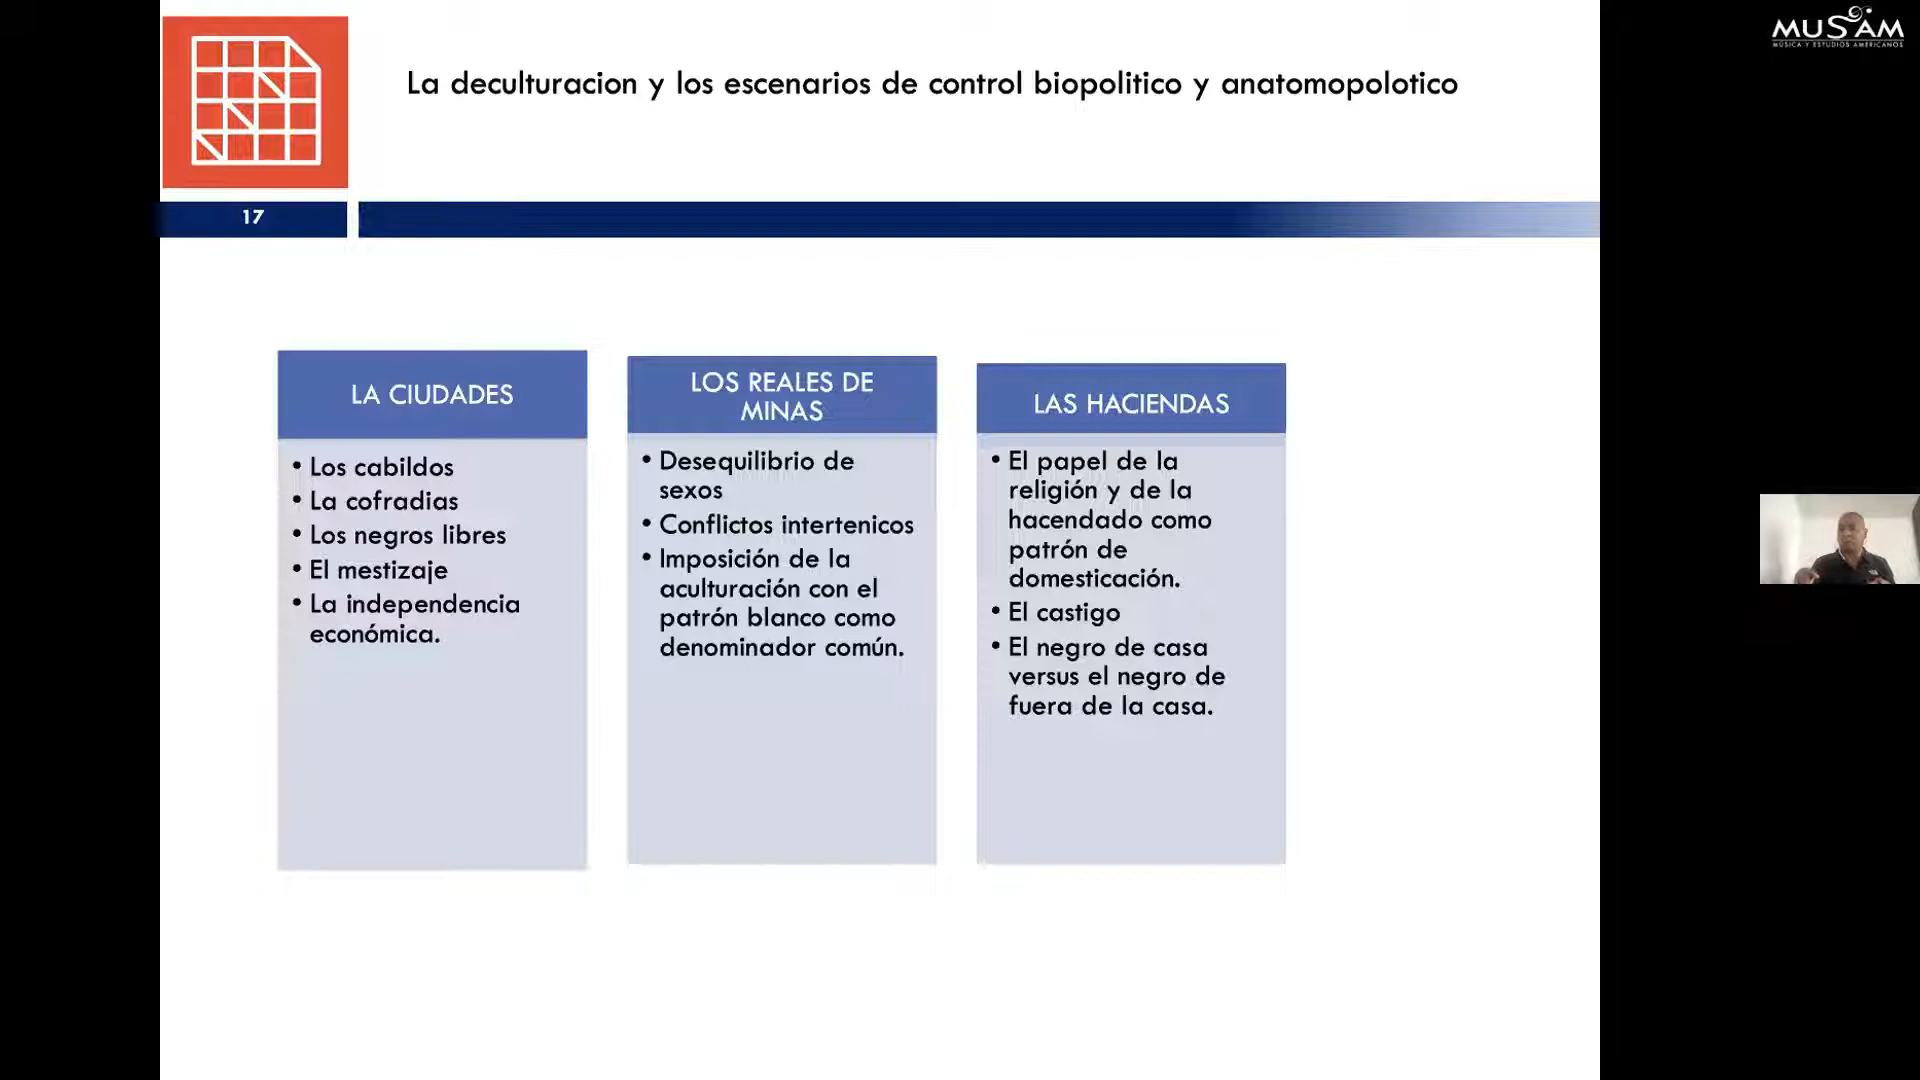 MUSAM
MÚSICA Y ESTUDIOS AMERICANOS
La deculturacion y los escenarios de control biopolitico y anatomopolotico
17
LA CIUDADES
• Los cabildos
• La cofradias
• Los negros libres
• El mestizaje
• La independencia
económica.
LOS REALES DE
MINAS
• Desequilibrio de
sexos
• Conflictos intertenicos
• Imposición de la
aculturación con el
patrón blanco como
denominador común.
LAS HACIENDAS
• El papel de la
religión y de la
hacendado como
patrón de
domesticación.
• El castigo
• El negro de casa
versus el negro de
fuera de la casa.